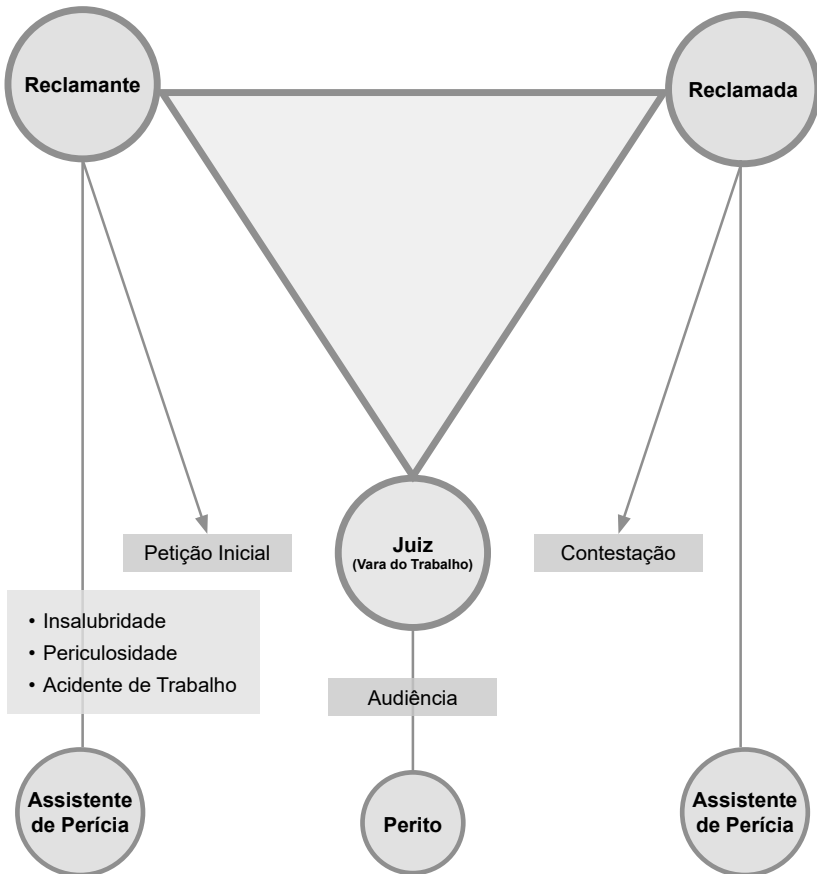 Reclamante
Reclamada
Petição Inicial
Juiz
(Vara do Trabalho)
Contestação
• Insalubridade
• Periculosidade
• Acidente de Trabalho
Audiência
Assistente
de Perícia
Perito
Assistente
de Perícia